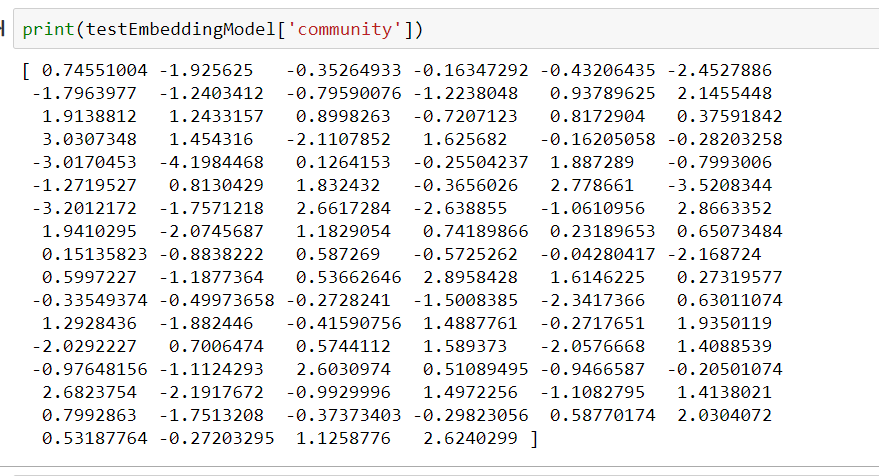 print(testEmbeddingModel['community'])
[ 0.74551004 -1.925625   -0.35264933 -0.16347292 -0.43206435 -2.4527886
 -1.7963977  -1.2403412  -0.79590076 -1.2238048   0.93789625  2.1455448
  1.9138812   1.2433157   0.8998263  -0.7207123   0.8172904   0.37591842
  3.0307348   1.454316   -2.1107852   1.625682   -0.16205058 -0.28203258
 -3.0170453  -4.1984468   0.1264153  -0.25504237  1.887289   -0.7993006
 -1.2719527   0.8130429   1.832432   -0.3656026   2.778661   -3.5208344
 -3.2012172  -1.7571218   2.6617284  -2.638855   -1.0610956   2.8663352
  1.9410295  -2.0745687   1.1829054   0.74189866  0.23189653  0.65073484
  0.15135823 -0.8838222   0.587269   -0.5725262  -0.04280417 -2.168724
  0.5997227  -1.1877364   0.53662646  2.8958428   1.6146225   0.27319577
 -0.33549374 -0.49973658 -0.2728241  -1.5008385  -2.3417366   0.63011074
  1.2928436  -1.882446   -0.41590756  1.4887761  -0.2717651   1.9350119
 -2.0292227   0.7006474   0.5744112   1.589373   -2.0576668   1.4088539
 -0.97648156 -1.1124293   2.6030974   0.51089495 -0.9466587  -0.20501074
  2.6823754  -2.1917672  -0.9929996   1.4972256  -1.1082795   1.4138021
  0.7992863  -1.7513208  -0.37373403 -0.29823056  0.58770174  2.0304072
  0.53187764 -0.27203295  1.1258776   2.6240299 ]